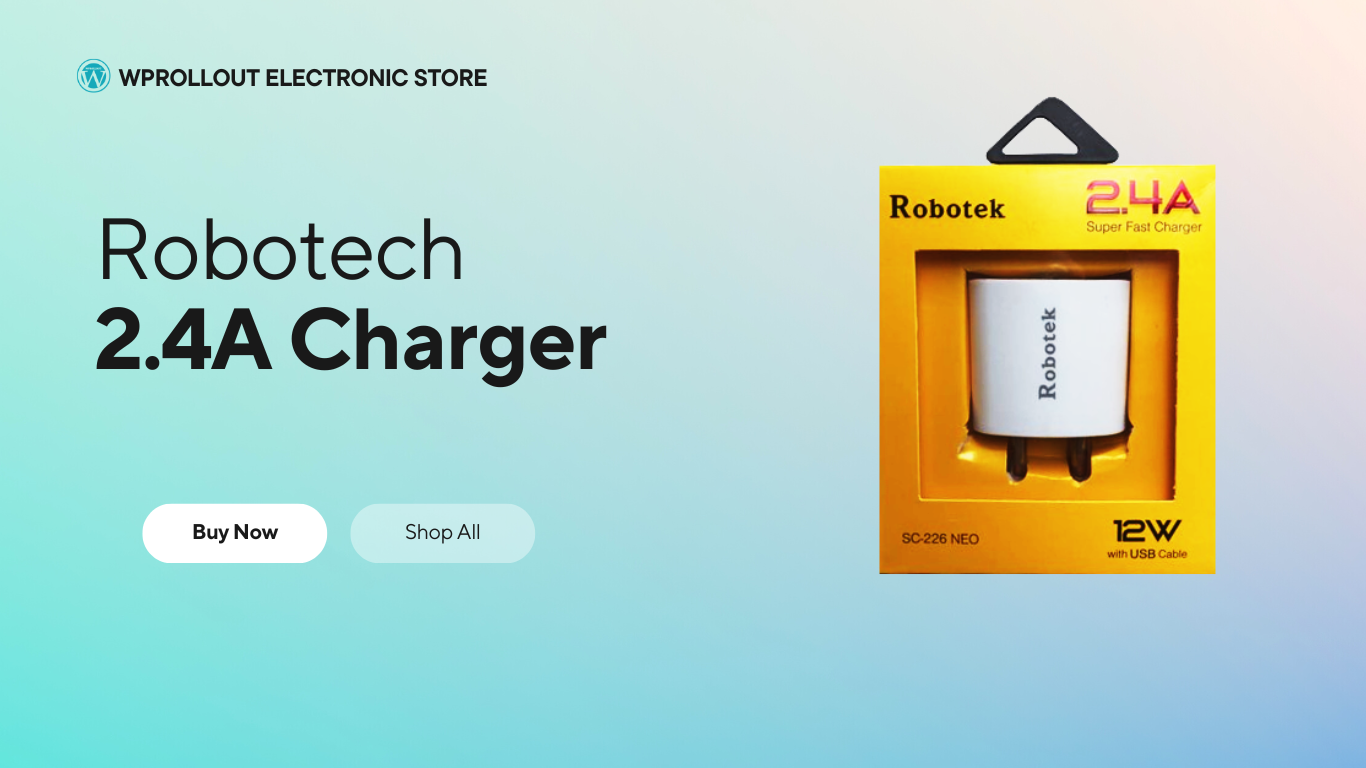 WPROLLOUT ELECTRONIC STORE
Robotech
2.4A Charger
Buy Now
Shop All
Robotek
2.4A
Super Fast Charger
Robotek
SC-226 NEO
12W
with USB Cable